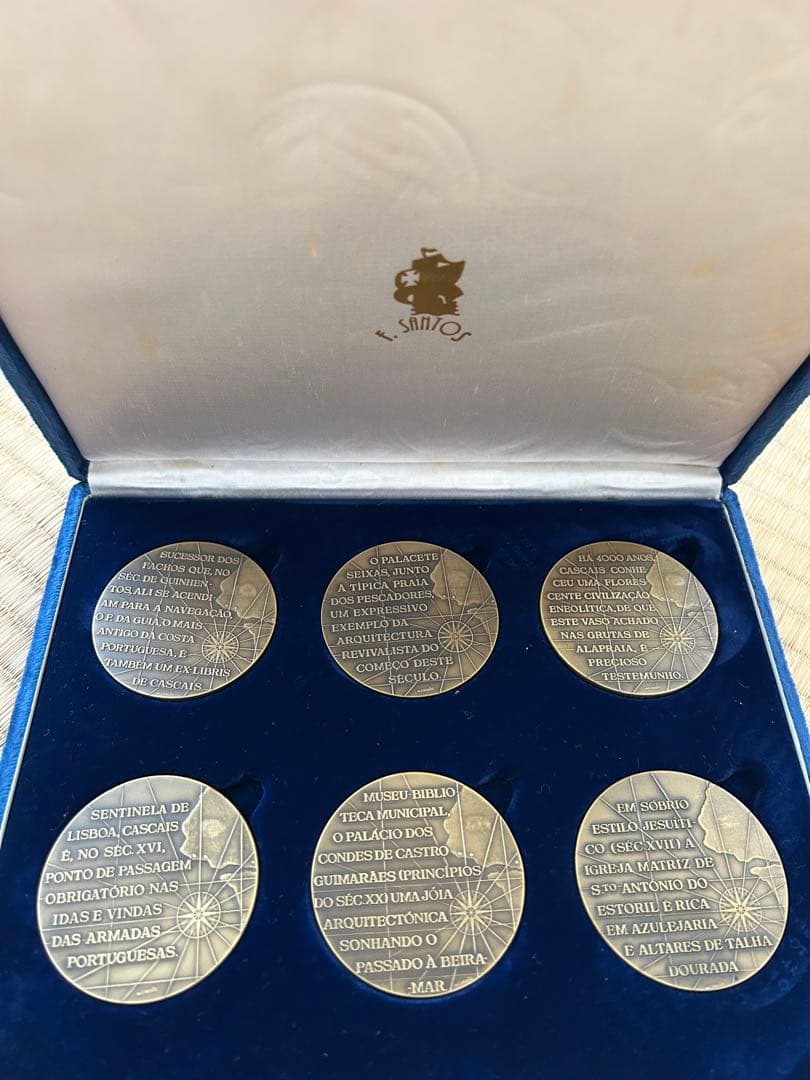 F. SANTOS
SUCESSOR DOS
FACHOS QUE, NO
SÉC. DE QUINHEN-
TOS, ALI SE ACENDI
AM PARA A NAVEGAÇÃO,
O E DA GUIA, O MAIS
ANTIGO DA COSTA
PORTUGUESA, É
TAMBÉM UM EX-LIBRIS
DE CASCAIS.
O PALACETE
SEIXAS, JUNTO
À TÍPICA PRAIA
DOS PESCADORES,
UM EXPRESSIVO
EXEMPLO DA
ARQUITECTURA
REVIVALISTA DO
COMEÇO DESTE
SÉCULO.
HÁ 4000 ANOS,
CASCAIS CONHE
CEU UMA FLORES
CENTE CIVILIZAÇÃO
ENEOLÍTICA, DE QUE
ESTE VASO ACHADO
NAS GRUTAS DE
ALAPRAIA, É
PRECIOSO
TESTEMUNHO.
SENTINELA DE
LISBOA, CASCAIS
É, NO SÉC. XVI,
PONTO DE PASSAGEM
OBRIGATÓRIO NAS
IDAS E VINDAS
DAS ARMADAS
PORTUGUESAS.
MUSEU-BIBLIO
TECA MUNICIPAL,
O PALÁCIO DOS
CONDES DE CASTRO
GUIMARÃES (PRINCÍPIOS
DO SÉC. XX) UMA JÓIA
ARQUITECTÓNICA
SONHANDO O
PASSADO À BEIRA-
-MAR
EM SÓBRIO
ESTILO JESUITI-
CO (SÉC. XVII) A
IGREJA MATRIZ DE
STO ANTÓNIO DO
ESTORIL É RICA
EM AZULEJARIA
E ALTARES DE TALHA
DOURADA